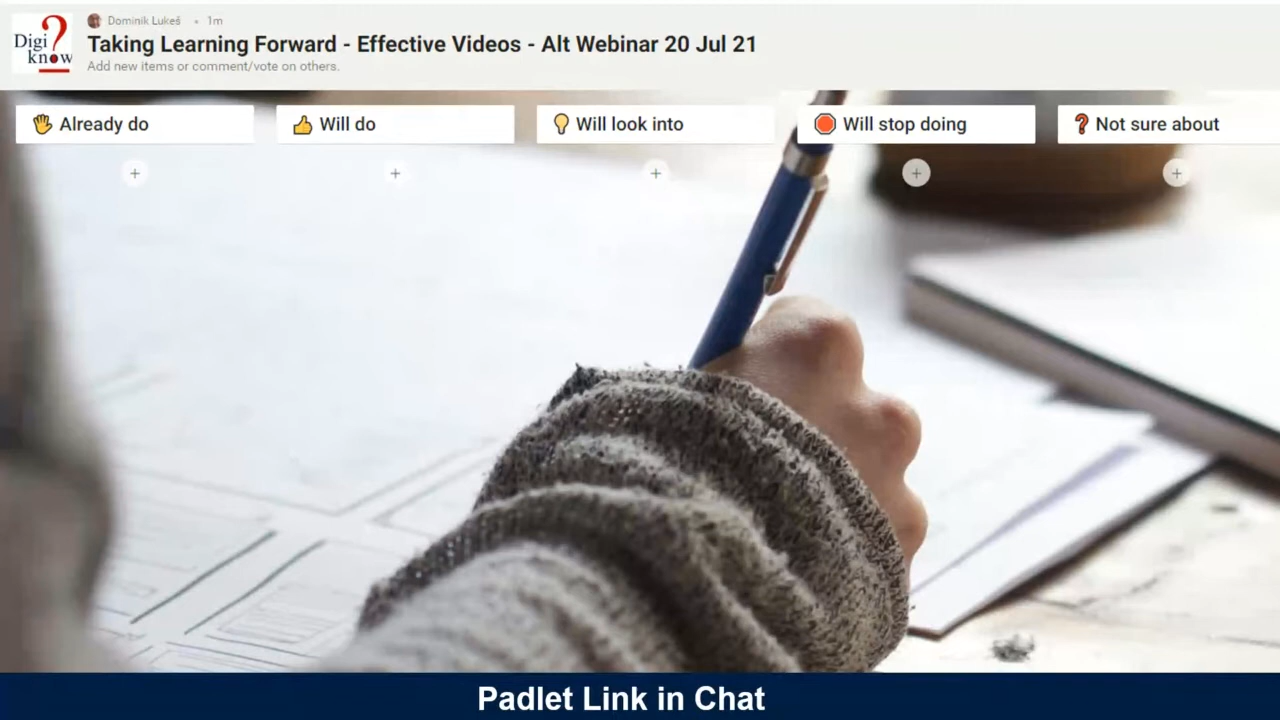 Digi
know
Dominik Lukeš • 1m
Taking Learning Forward - Effective Videos - Alt Webinar 20 Jul 21
Add new items or comment/vote on others.
Already do
Will do
Will look into
Will stop doing
Not sure about
Padlet Link in Chat